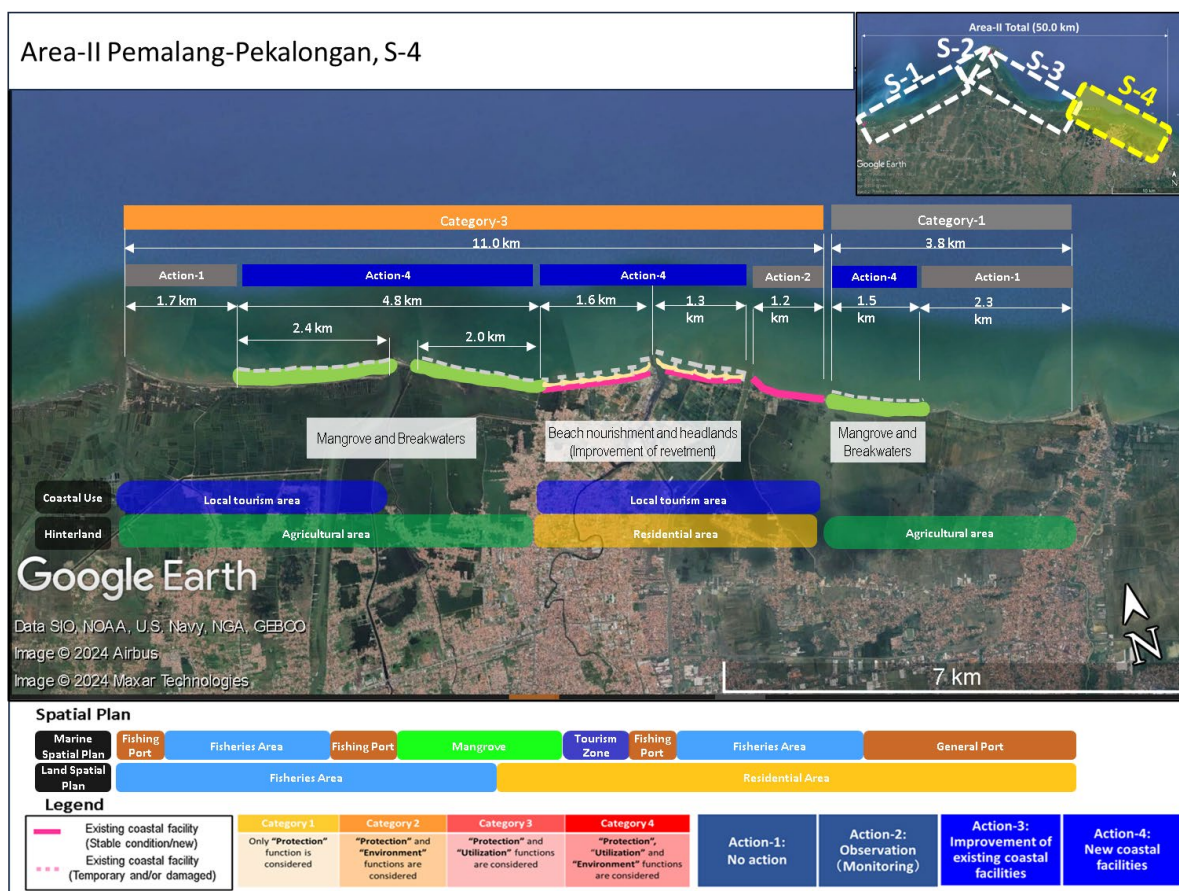 Area-II Pemalang-Pekalongan, S-4
Area-II Total (50.0 km)
S-1
S-2
S-3
S-4
Google Earth
N
Category-3
Category-1
11.0 km
3.8 km
Action-1
Action-4
Action-4
Action-2
Action-4
Action-1
1.7 km
4.8 km
1.6 km
1.3
km
1.2
km
1.5
km
2.3
km
2.4 km
2.0 km
Mangrove and Breakwaters
Beach nourishment and headlands
(Improvement of revetment)
Mangrove and
Breakwaters
Coastal Use
Local tourism area
Local tourism area
Hinterland
Agricultural area
Residential area
Agricultural area
Google Earth
Data SIO, NOAA, U.S. Navy, NGA, GEBCO
Image © 2024 Airbus
Image © 2024 Maxar Technologies
7 km
N
Spatial Plan
Marine
Spatial Plan
Fishing
Port
Fisheries Area
Fishing Port
Mangrove
Tourism
Zone
Fishing
Port
Fisheries Area
General Port
Land Spatial
Plan
Fisheries Area
Residential Area
Legend
Existing coastal facility
(Stable condition/new)
Existing coastal facility
(Temporary and/or damaged)
Category 1
Only "Protection"
function is
considered
Category 2
"Protection" and
"Environment"
functions are
considered
Category 3
"Protection" and
"Utilization" functions
are considered
Category 4
"Protection",
"Utilization" and
"Environment" functions
are considered
Action-1:
No action
Action-2:
Observation
(Monitoring)
Action-3:
Improvement of
existing coastal
facilities
Action-4:
New coastal
facilities